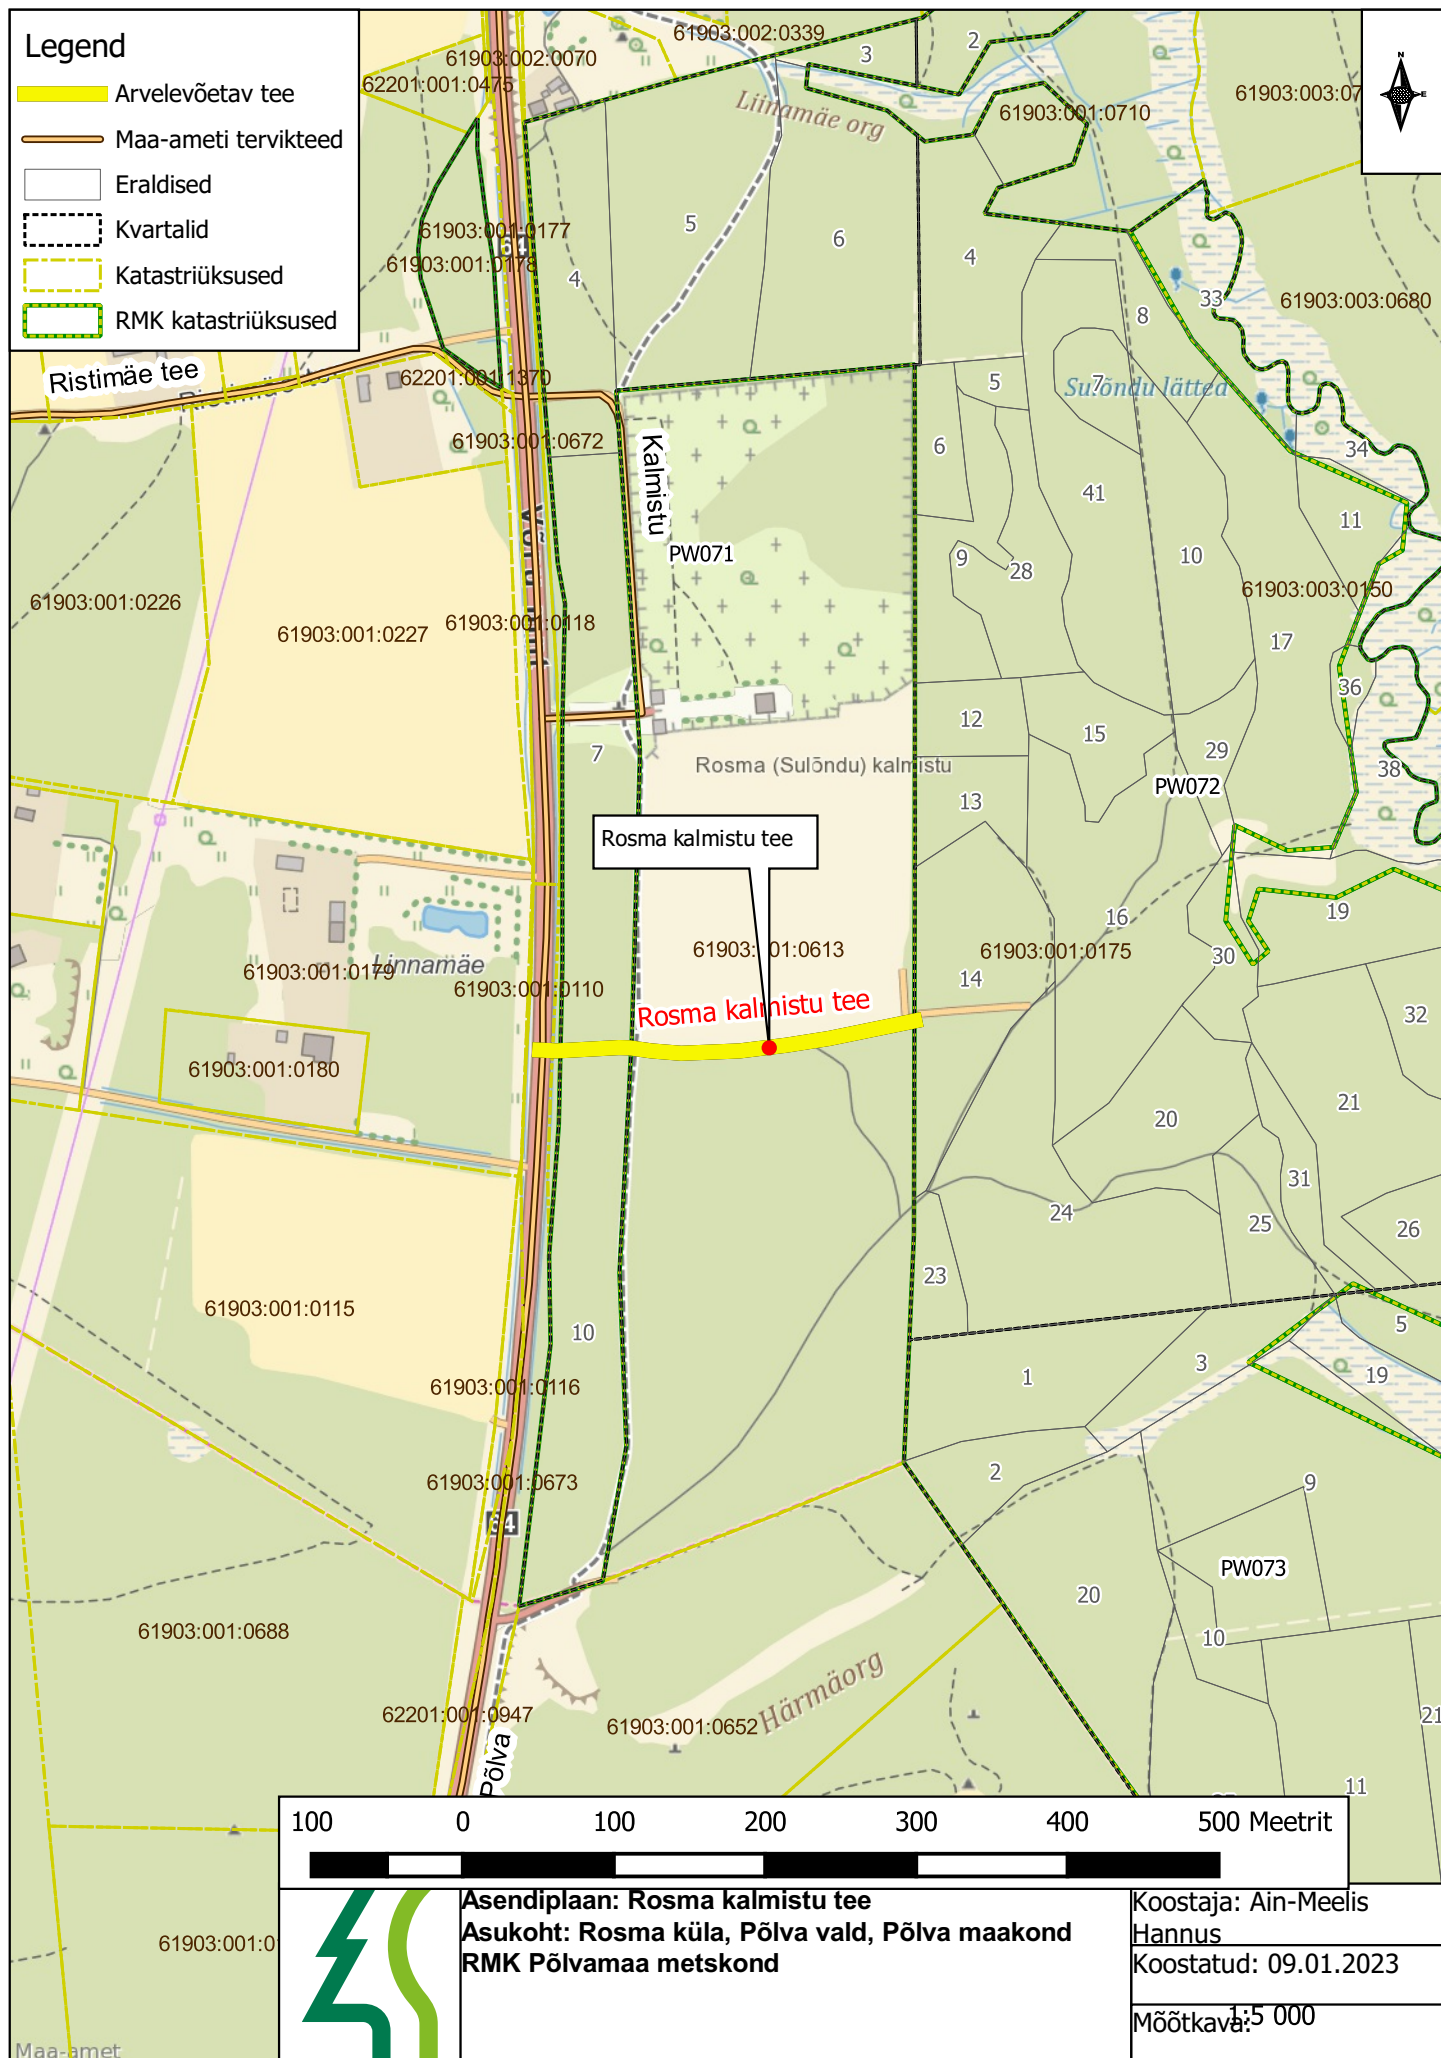 Legend
Arvelevõetav tee
Maa-ameti tervikteed
Eraldised
Kvartalid
Katastriüksused
RMK katastriüksused
61903:002:0339
61903:002:0070
62201:001:0475
3
2
Liinamäe org
61903:001:0710
61903:003:07
N
E
61903:001:0177
64
61903:001:0178
4
5
6
4
8
33
61903:003:0680
Ristimäe tee
62201:001:1370
61903:001:0672
Kalmistu
PW071
5
7
Sulõndu lättea
6
41
34
11
9
28
10
61903:003:0150
61903:001:0226
61903:001:0227
61903:001:0118
17
36
12
15
29
38
7
Rosma (Sulõndu) kalmistu
13
PW072
Rosma kalmistu tee
16
19
61903:001:0179
Linnamäe
61903:001:0110
61903:001:0613
61903:001:0175
14
30
Rosma kalmistu tee
32
61903:001:0180
20
21
31
24
25
26
23
61903:001:0115
10
5
61903:001:0116
1
3
19
61903:001:0673
2
9
64
PW073
20
61903:001:0688
10
62201:001:0947
Põlva
61903:001:0652
Härmäorg
21
11
100 0 100 200 300 400 500 Meetrit
Asendiplaan: Rosma kalmistu tee
Asukoht: Rosma küla, Põlva vald, Põlva maakond
RMK Põlvamaa metskond
Koostaja: Ain-Meelis
Hannus
Koostatud: 09.01.2023
Mõõtkava: 1:5 000
61903:001:01
Maa-amet